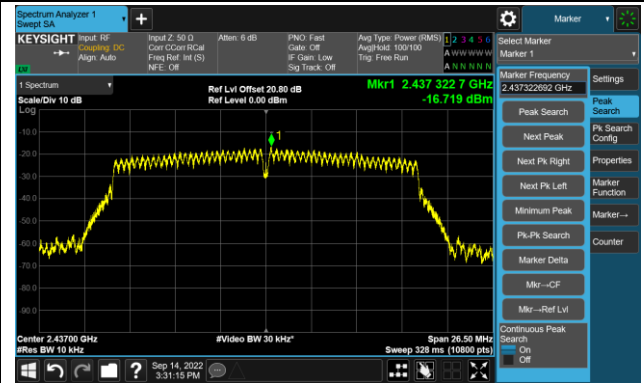 Spectrum Analyzer 1
Swept SA
+
Marker
KEYSIGHT
Input: RF
Coupling: DC
Align: Auto
Input Z: 50 Ω
Corr CCorr RCal
Freq Ref: Int (S)
NFE: Off
Atten: 6 dB
PNO: Fast
Gate: Off
IF Gain: Low
Sig Track: Off
Avg Type: Power (RMS)
Avg|Hold: 100/100
Trig: Free Run
1 2 3 4 5 6
A W W W W W
A N N N N N
Select Marker
Marker 1
1 Spectrum
Scale/Div 10 dB
Log
Ref Lvl Offset 20.80 dB
Ref Level 0.00 dBm
Mkr1 2.437 322 7 GHz
-16.719 dBm
1
-10.0
-20.0
-30.0
-40.0
-50.0
-60.0
-70.0
-80.0
-90.0
Center 2.43700 GHz
#Res BW 10 kHz
#Video BW 30 kHz*
Span 26.50 MHz
Sweep 328 ms (10800 pts)
Marker Frequency
2.437322692 GHz
Peak Search
Next Peak
Next Pk Right
Next Pk Left
Minimum Peak
Pk-Pk Search
Marker Delta
Mkr→CF
Mkr→Ref Lvl
Continuous Peak
Search
On
Off
Settings
Peak
Search
Pk Search
Config
Properties
Marker
Function
Marker→
Counter
?
Sep 14, 2022
3:31:15 PM